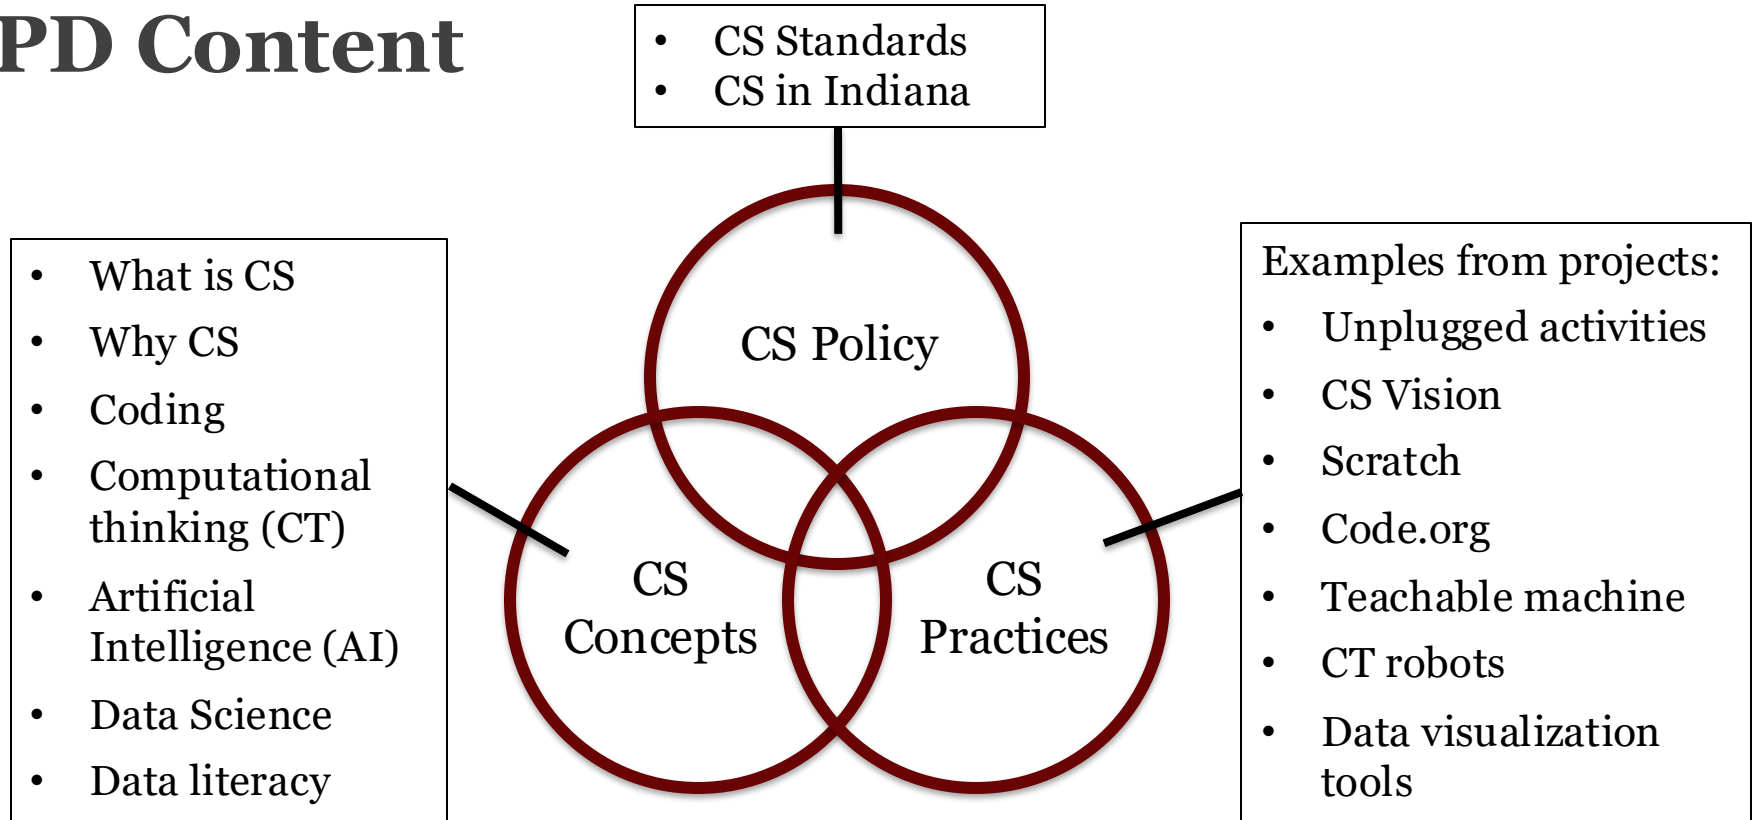 PD Content
• CS Standards
• CS in Indiana
• What is CS
• Why CS
• Coding
• Computational
thinking (CT)
• Artificial
Intelligence (AI)
• Data Science
• Data literacy
CS Policy
CS
Concepts
CS
Practices
Examples from projects:
• Unplugged activities
• CS Vision
• Scratch
• Code.org
• Teachable machine
• CT robots
• Data visualization
tools